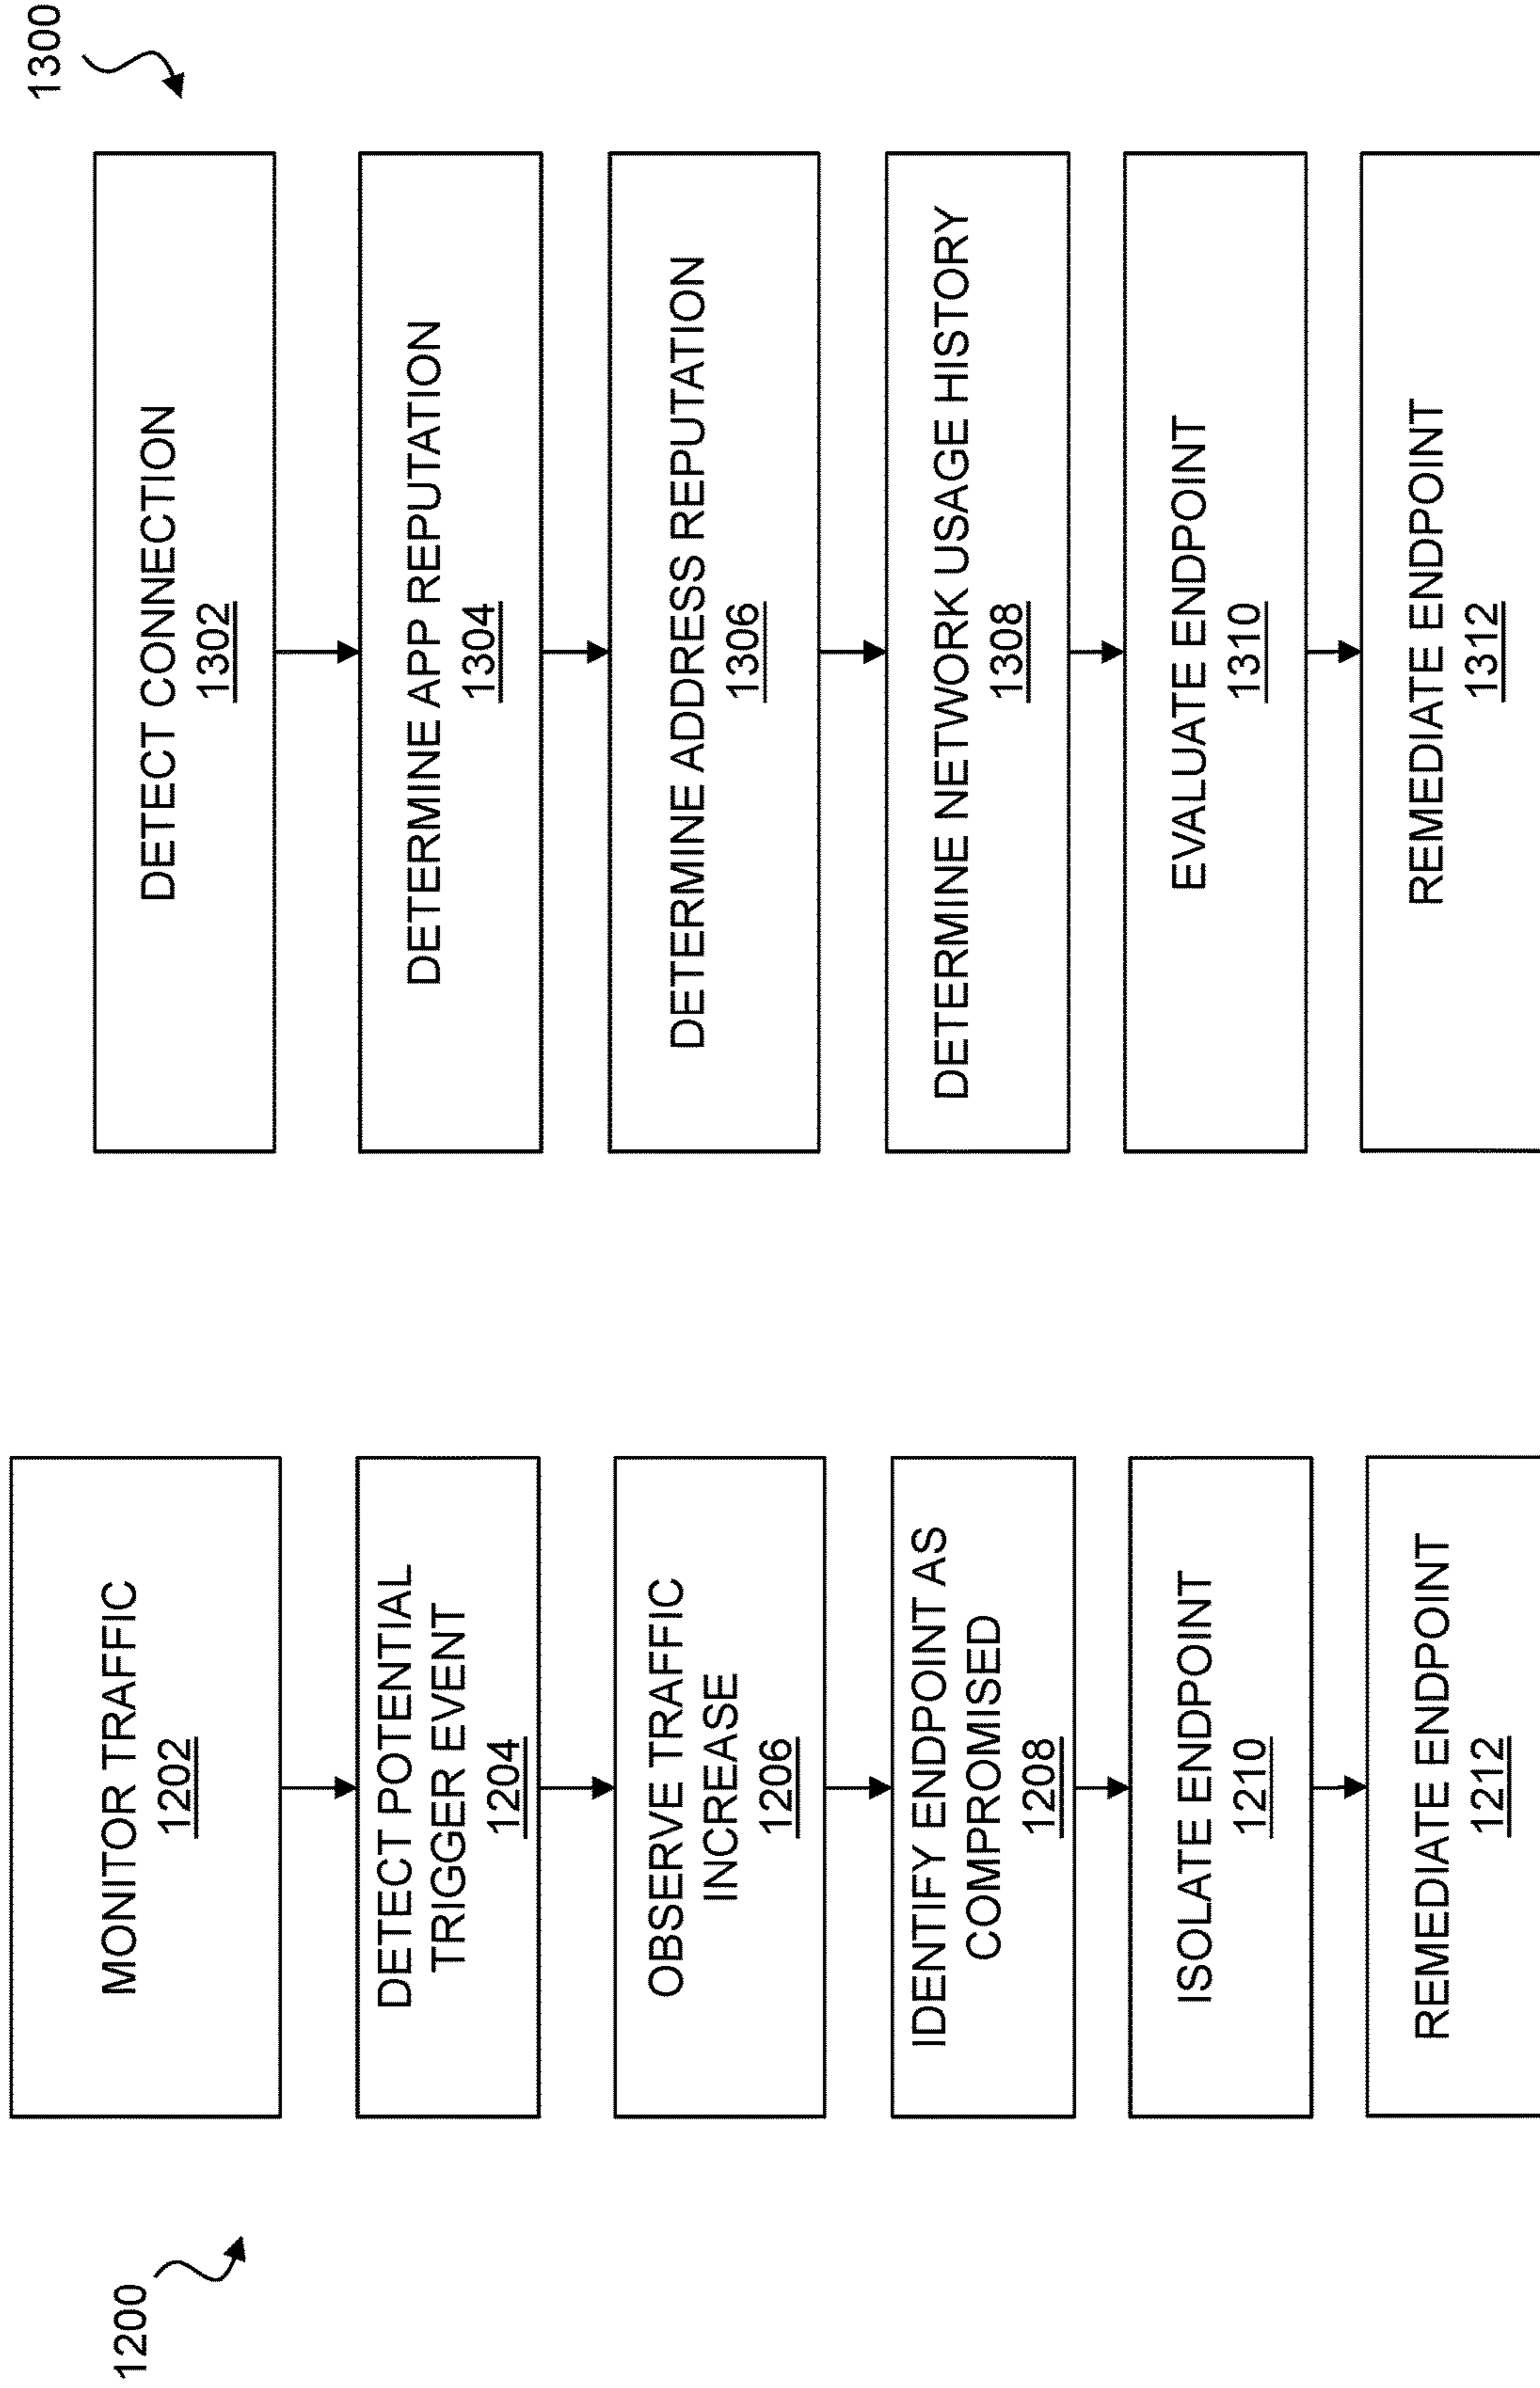 1200
MONITOR TRAFFIC
1202
DETECT POTENTIAL
TRIGGER EVENT
1204
OBSERVE TRAFFIC
INCREASE
1206
IDENTIFY ENDPOINT AS
COMPROMISED
1208
ISOLATE ENDPOINT
1210
REMEDIATE ENDPOINT
1212
1300
DETECT CONNECTION
1302
DETERMINE APP REPUTATION
1304
DETERMINE ADDRESS REPUTATION
1306
DETERMINE NETWORK USAGE HISTORY
1308
EVALUATE ENDPOINT
1310
REMEDIATE ENDPOINT
1312